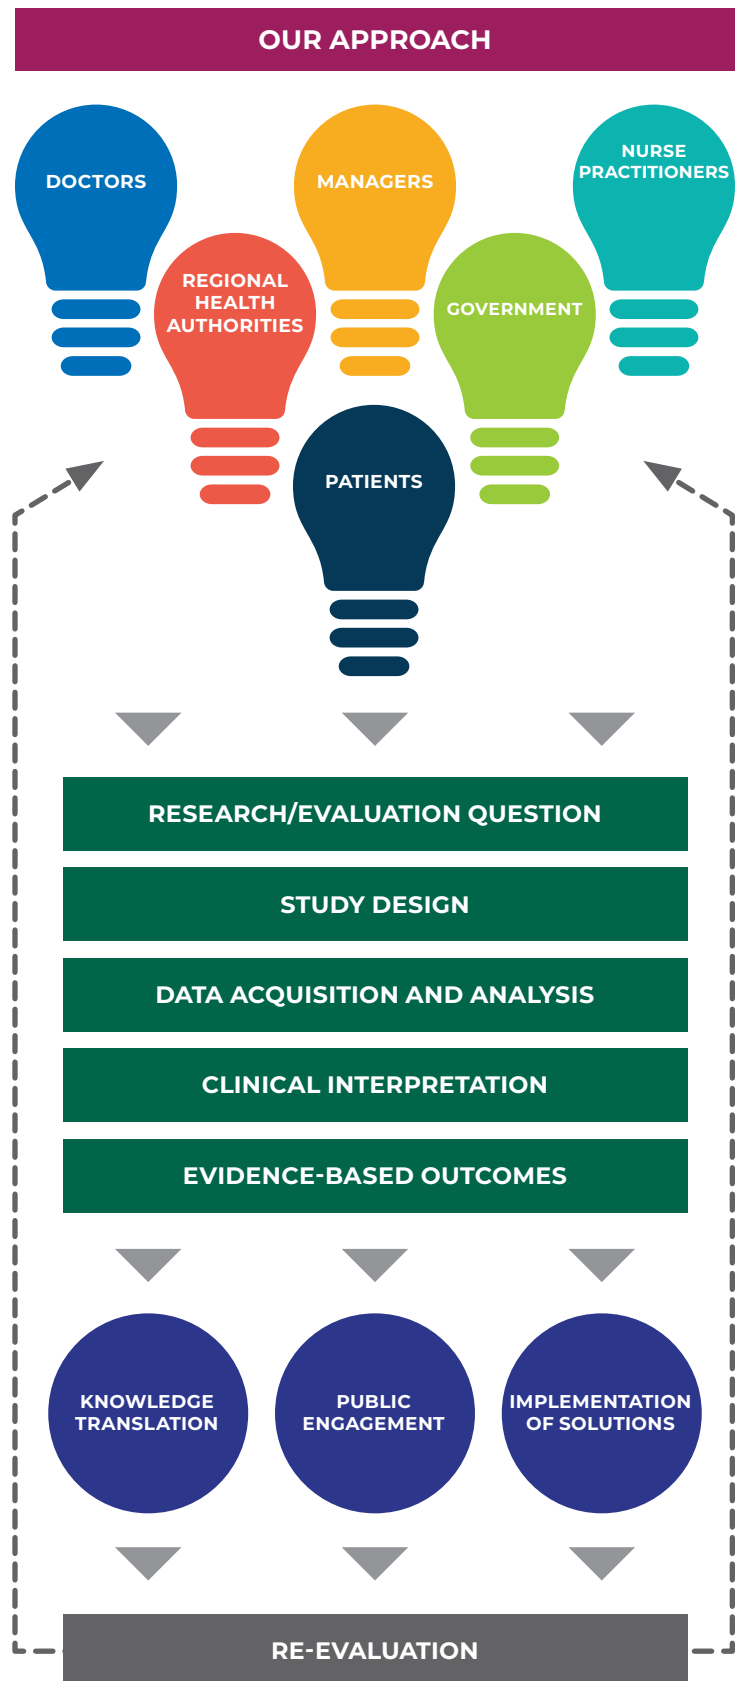 OUR APPROACH
DOCTORS
MANAGERS
NURSE
PRACTITIONERS
REGIONAL
HEALTH
AUTHORITIES
GOVERNMENT
PATIENTS
RESEARCH/EVALUATION QUESTION
STUDY DESIGN
DATA ACQUISITION AND ANALYSIS
CLINICAL INTERPRETATION
EVIDENCE-BASED OUTCOMES
KNOWLEDGE
TRANSLATION
PUBLIC
ENGAGEMENT
IMPLEMENTATION
OF SOLUTIONS
RE-EVALUATION